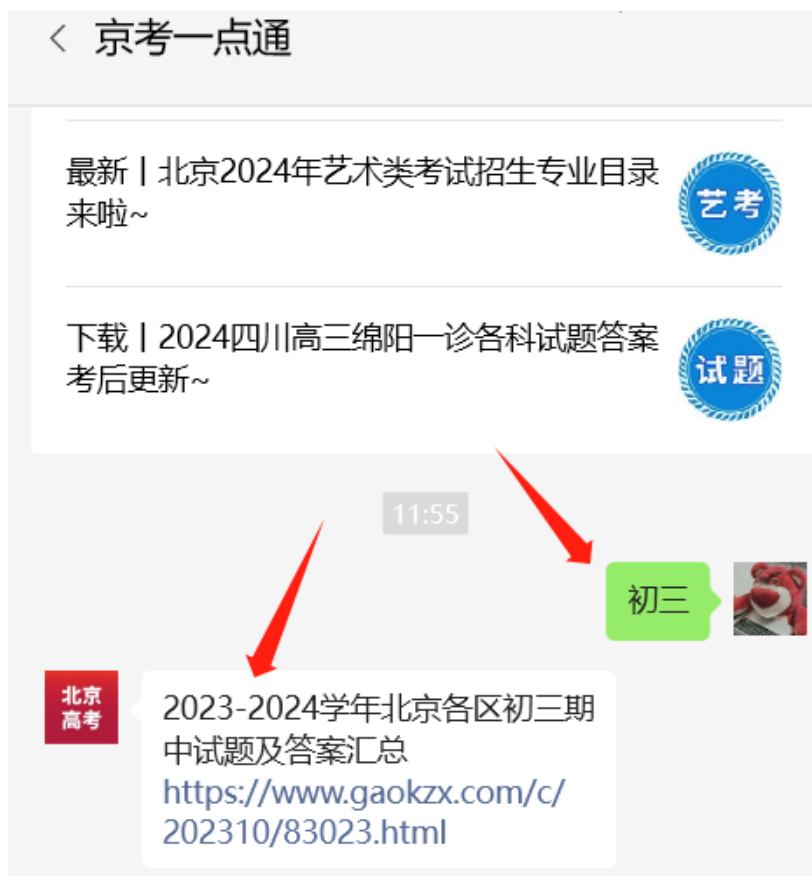 京考一点通
最新丨北京2024年艺术类考试招生专业目录
来啦~
艺考
下载丨2024四川高三绵阳一诊各科试题答案
考后更新~
试题
11:55
初三
北京
高考
2023-2024学年北京各区初三期
中试题及答案汇总
https://www.gaokzx.com/c/
202310/83023.html